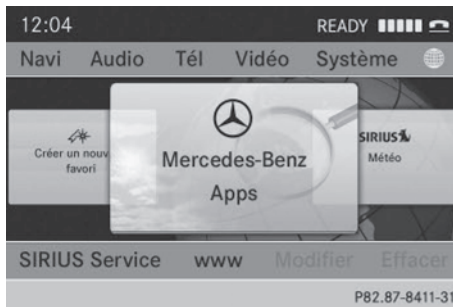 12:04 READY
Navi Audio Tél Vidéo Système
Créer un nouv
favori
Mercedes-Benz
Apps
SIRIUS
Météo
SIRIUS Service www Modifier Effacer
P82.87-8411-31